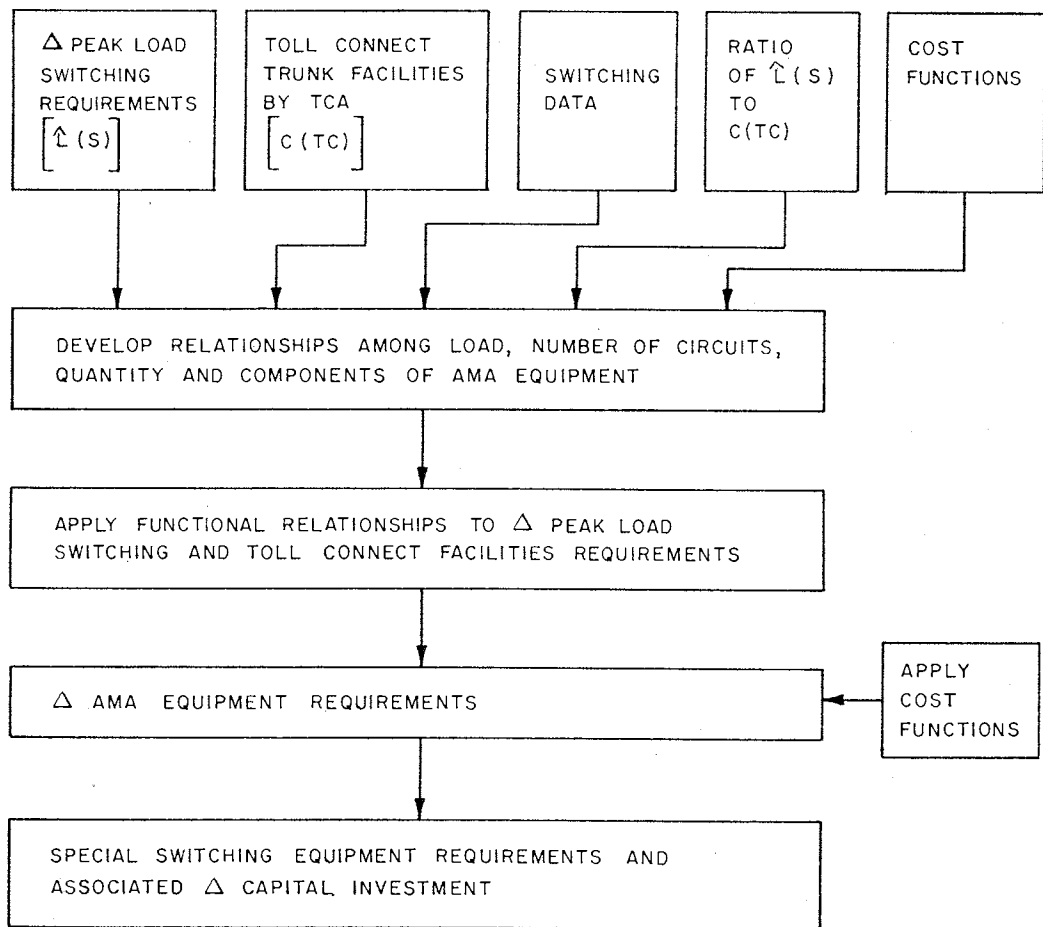 Δ PEAK LOAD
SWITCHING
REQUIREMENTS
[L̂(S)]
TOLL CONNECT
TRUNK FACILITIES
BY TCA
[C(TC)]
SWITCHING
DATA
RATIO
OF L̂(S)
TO
C(TC)
COST
FUNCTIONS
DEVELOP RELATIONSHIPS AMONG LOAD, NUMBER OF CIRCUITS,
QUANTITY AND COMPONENTS OF AMA EQUIPMENT
APPLY FUNCTIONAL RELATIONSHIPS TO Δ PEAK LOAD
SWITCHING AND TOLL CONNECT FACILITIES REQUIREMENTS
Δ AMA EQUIPMENT REQUIREMENTS
APPLY
COST
FUNCTIONS
SPECIAL SWITCHING EQUIPMENT REQUIREMENTS AND
ASSOCIATED Δ CAPITAL INVESTMENT